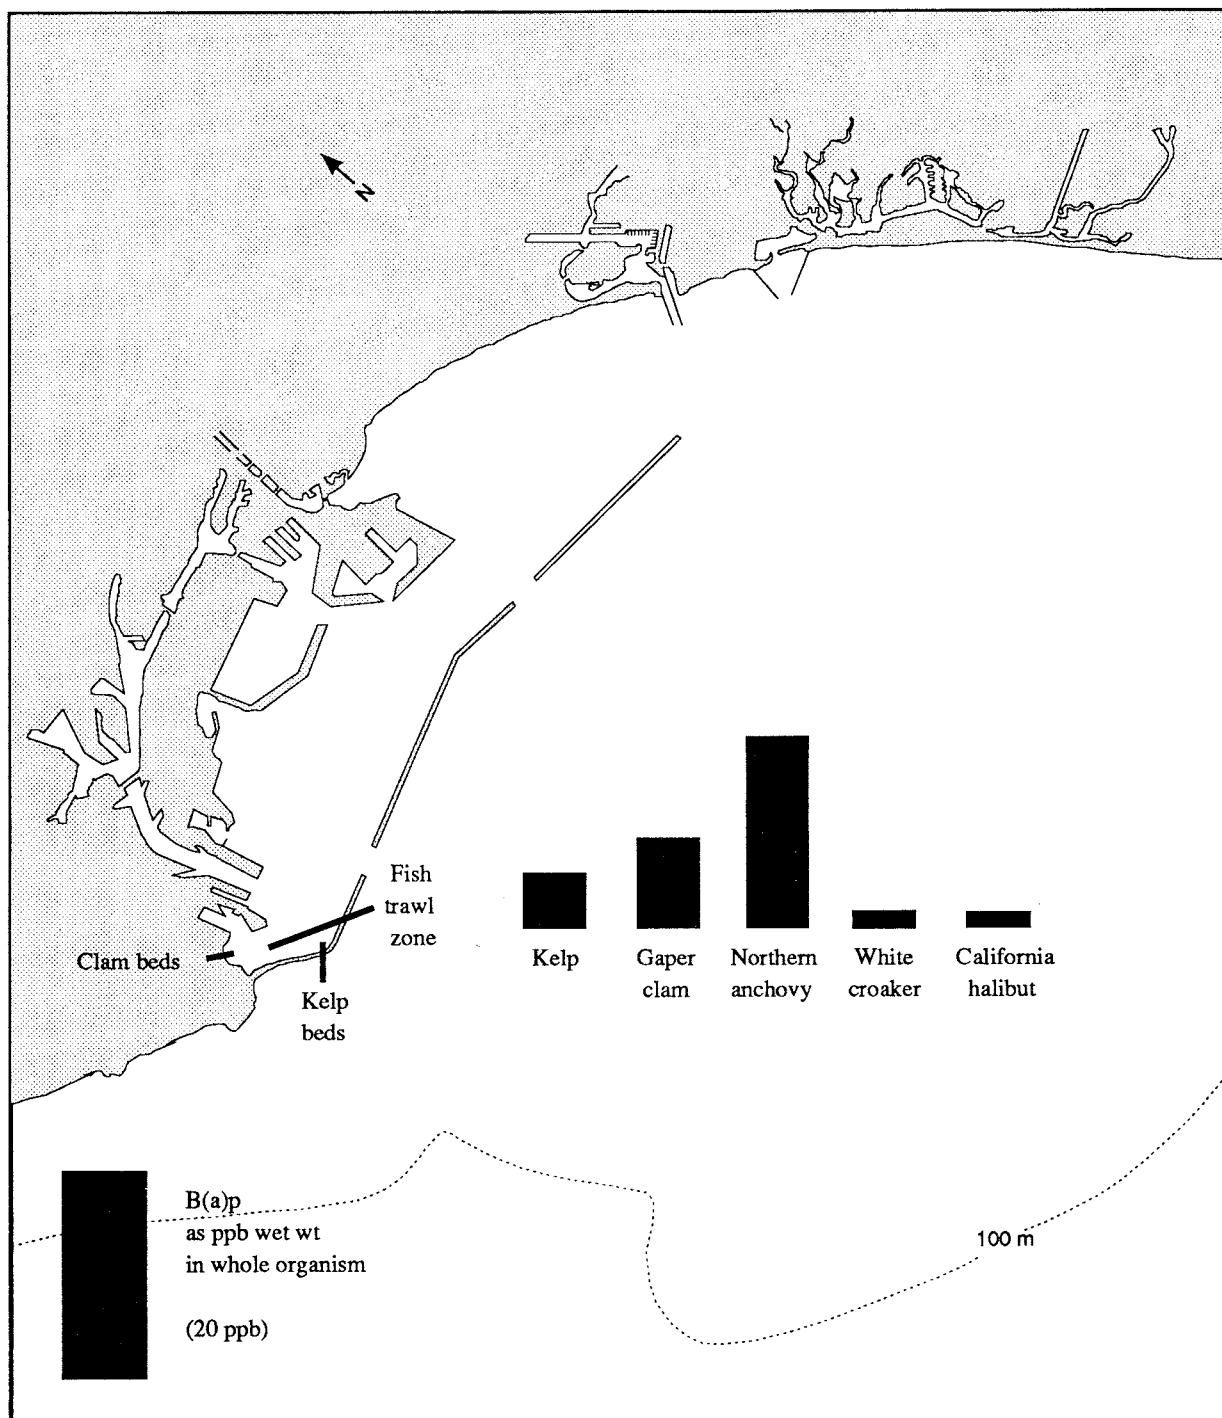 N
Fish
trawl
zone
Clam beds
Kelp
beds
Kelp
Gaper
clam
Northern
anchovy
White
croaker
California
halibut
B(a)p
as ppb wet wt
in whole organism
(20 ppb)
100 m